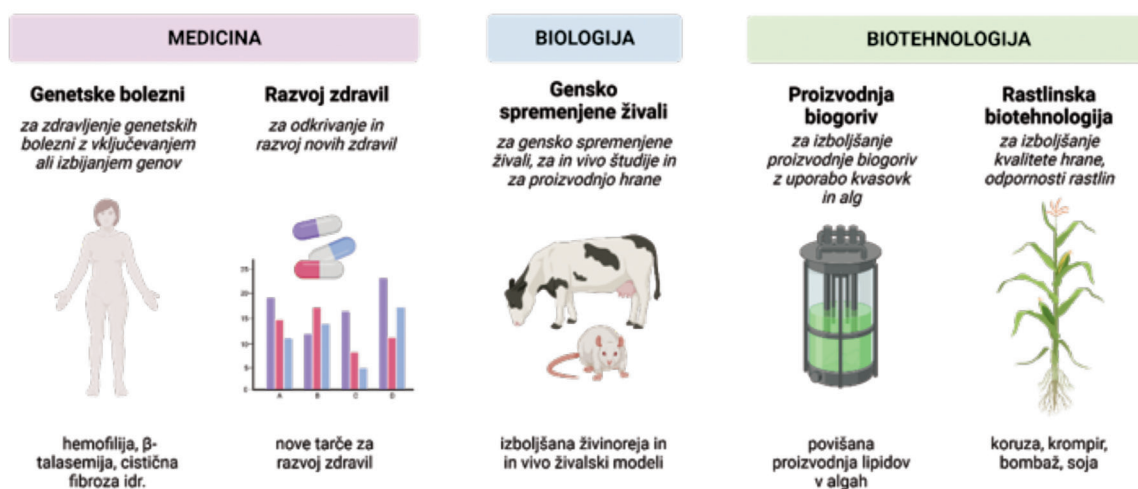 MEDICINA
BIOLOGIJA
BIOTEHNOLOGIJA
Genetske bolezni
za zdravljenje genetskih
bolezni z vključevanjem
ali izbijanjem genov
hemofilija, β-
talasemija, cistična
fibroza idr.
Razvoj zdravil
za odkrivanje in
razvoj novih zdravil
25
20
15
10
5
0
A B C D
nove tarče za
razvoj zdravil
Gensko
spremenjene živali
za gensko spremenjene
živali, za in vivo študije in
za proizvodnjo hrane
izboljšana živinoreja in
in vivo živalski modeli
Proizvodnja
biogoriv
za izboljšanje
proizvodnje biogoriv
z uporabo kvasovk
in alg
povišana
proizvodnja lipidov
v algah
Rastlinska
biotehnologija
za izboljšanje
kvalitete hrane,
odpornosti rastlin
koruza, krompir,
bombaž, soja